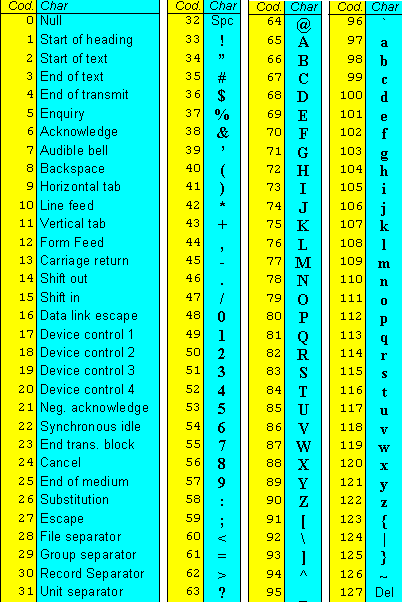 Cod. Char Cod. Char Cod. Char Cod. Char
0 Null 32 Spc 64 @ 96 `
1 Start of heading 33 ! 65 A 97 a
2 Start of text 34 " 66 B 98 b
3 End of text 35 # 67 C 99 c
4 End of transmit 36 $ 68 D 100 d
5 Enquiry 37 % 69 E 101 e
6 Acknowledge 38 & 70 F 102 f
7 Audible bell 39 ' 71 G 103 g
8 Backspace 40 ( 72 H 104 h
9 Horizontal tab 41 ) 73 I 105 i
10 Line feed 42 * 74 J 106 j
11 Vertical tab 43 + 75 K 107 k
12 Form Feed 44 , 76 L 108 l
13 Carriage return 45 - 77 M 109 m
14 Shift out 46 . 78 N 110 n
15 Shift in 47 / 79 O 111 o
16 Data link escape 48 0 80 P 112 p
17 Device control 1 49 1 81 Q 113 q
18 Device control 2 50 2 82 R 114 r
19 Device control 3 51 3 83 S 115 s
20 Device control 4 52 4 84 T 116 t
21 Neg. acknowledge 53 5 85 U 117 u
22 Synchronous idle 54 6 86 V 118 v
23 End trans. block 55 7 87 W 119 w
24 Cancel 56 8 88 X 120 x
25 End of medium 57 9 89 Y 121 y
26 Substitution 58 : 90 Z 122 z
27 Escape 59 ; 91 [ 123 {
28 File separator 60 < 92 \ 124 |
29 Group separator 61 = 93 ] 125 }
30 Record Separator 62 > 94 ^ 126 ~
31 Unit separator 63 ? 95 _ 127 Del